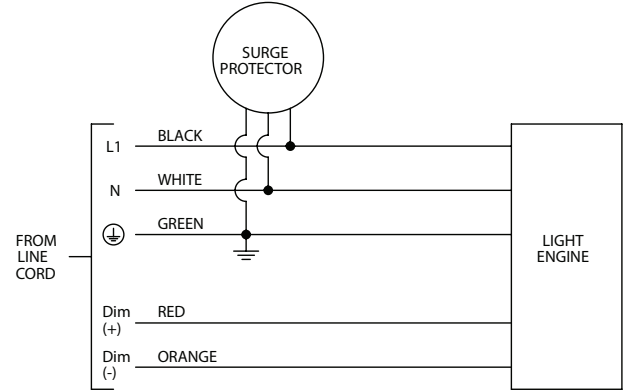 SURGE
PROTECTOR
L1 BLACK
N WHITE
GREEN
FROM
LINE
CORD
LIGHT
ENGINE
Dim
(+)
RED
Dim
(-)
ORANGE